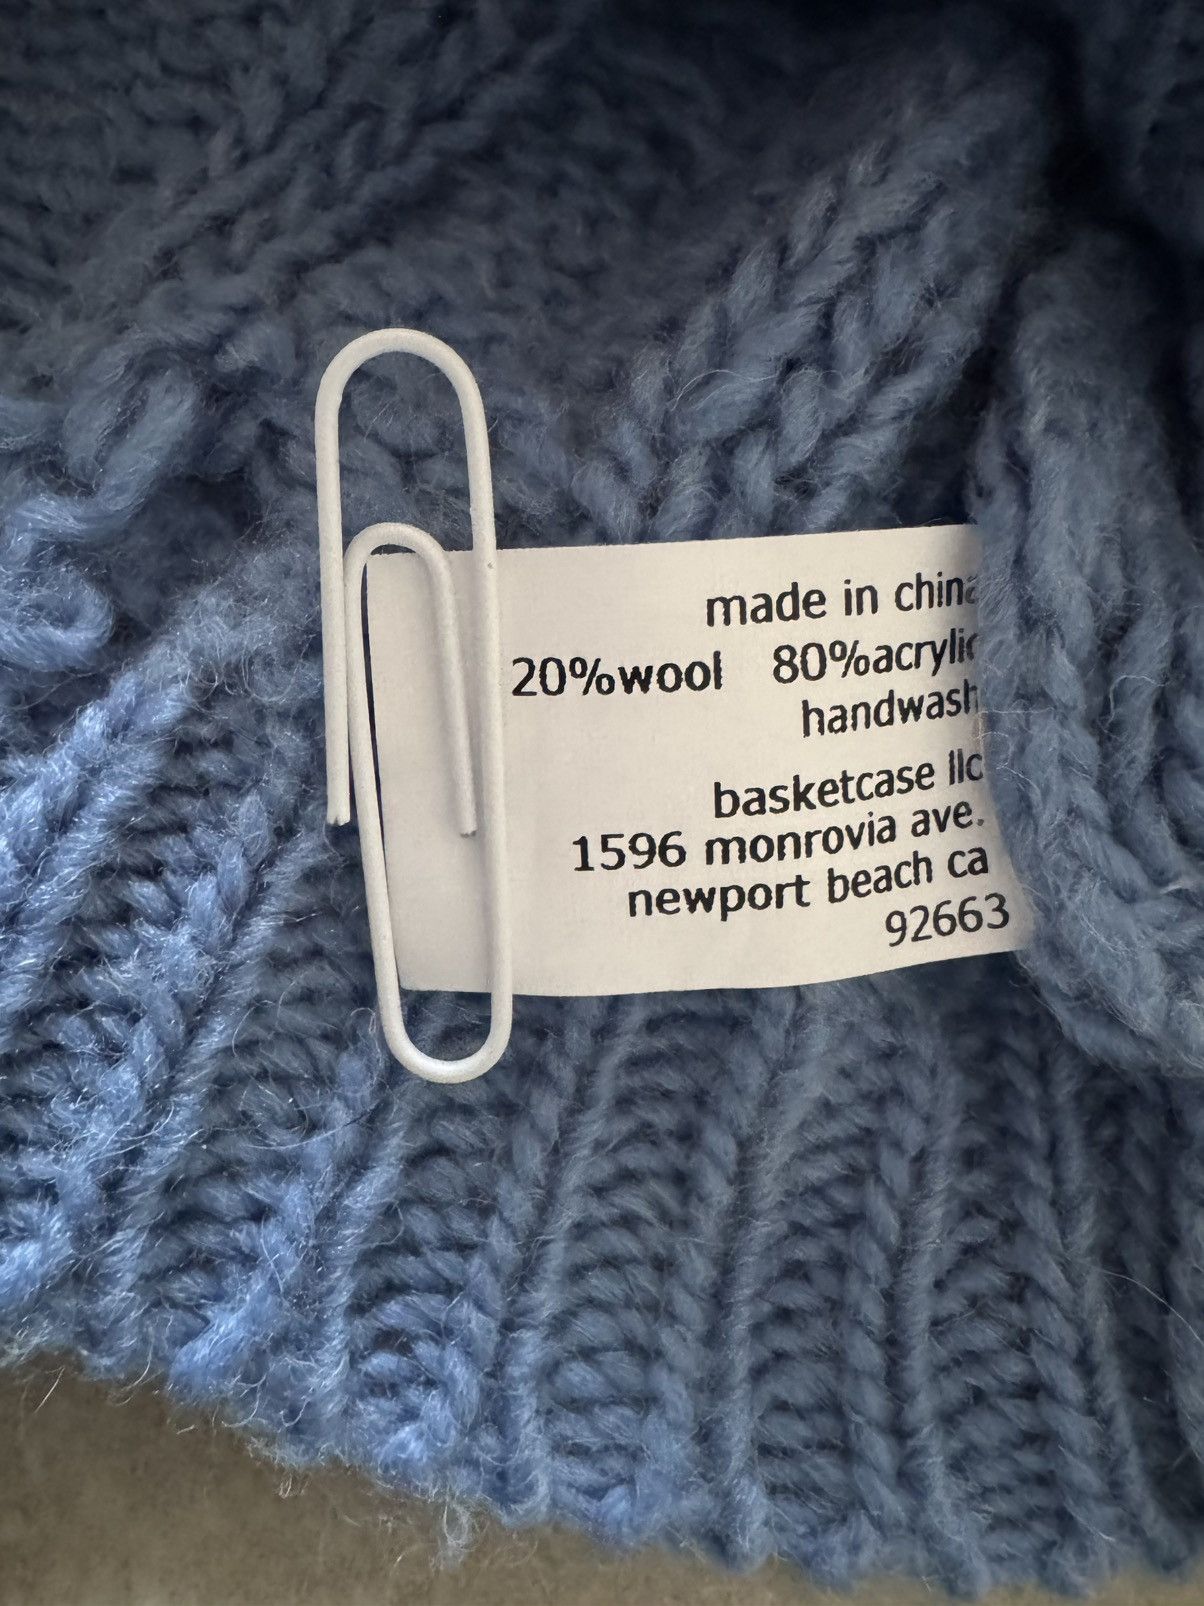 made in china
20%wool 80%acrylic
handwash
basketcase llc
1596 monrovia ave.
newport beach ca
92663